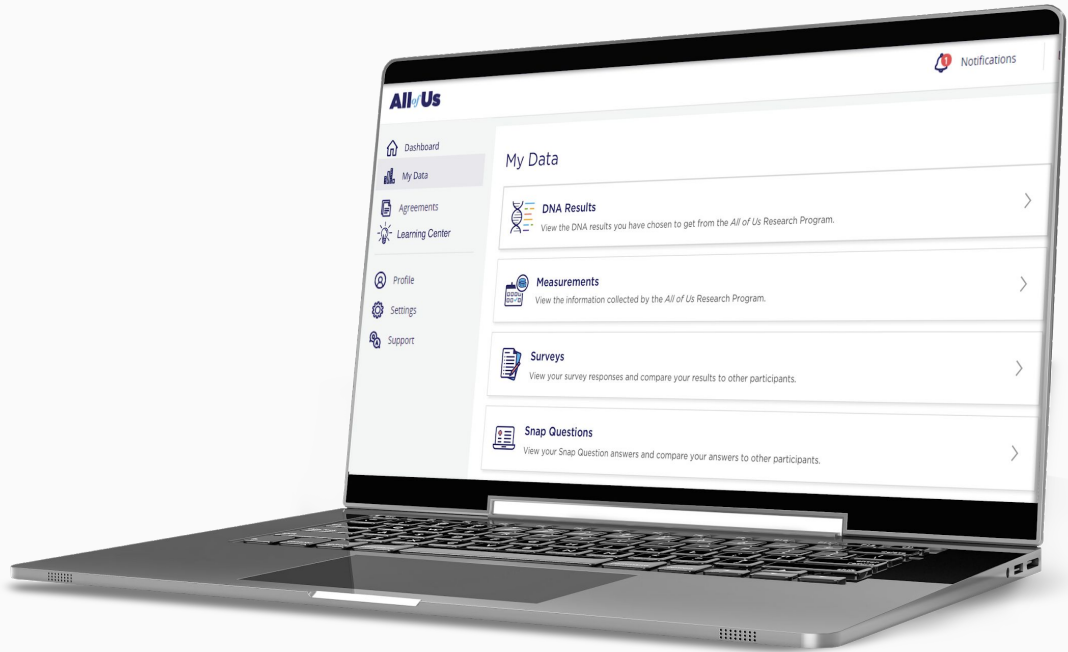 All of Us
1
Notifications
Dashboard
My Data
Agreements
Learning Center
Profile
Settings
Support
My Data
DNA Results
View the DNA results you have chosen to get from the All of Us Research Program.
Measurements
View the information collected by the All of Us Research Program.
Surveys
View your survey responses and compare your results to other participants.
Snap Questions
View your Snap Question answers and compare your answers to other participants.